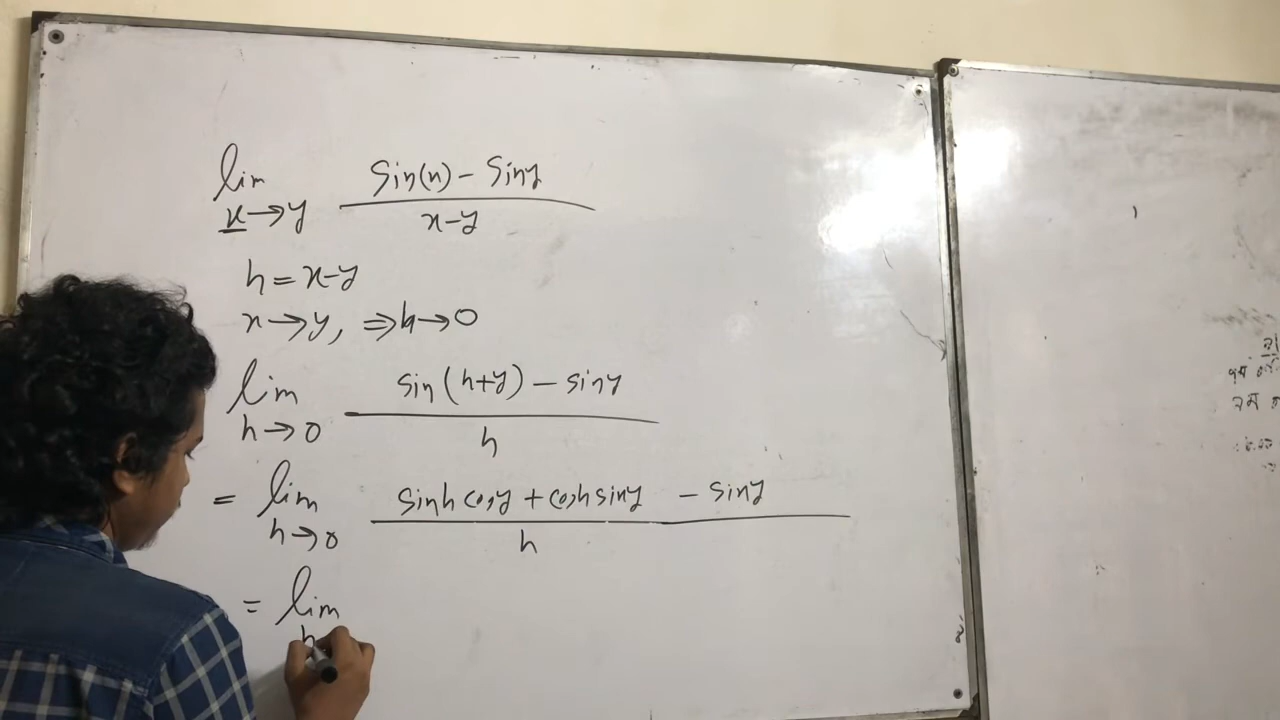 lim x→y (Sin(x) - Siny)/(x-y)
h = x-y
x→y, ⇒h→0
lim h→0 (sin(h+y) - siny)/h
= lim h→0 (sinh cosy + cosh siny - siny)/h
= lim h